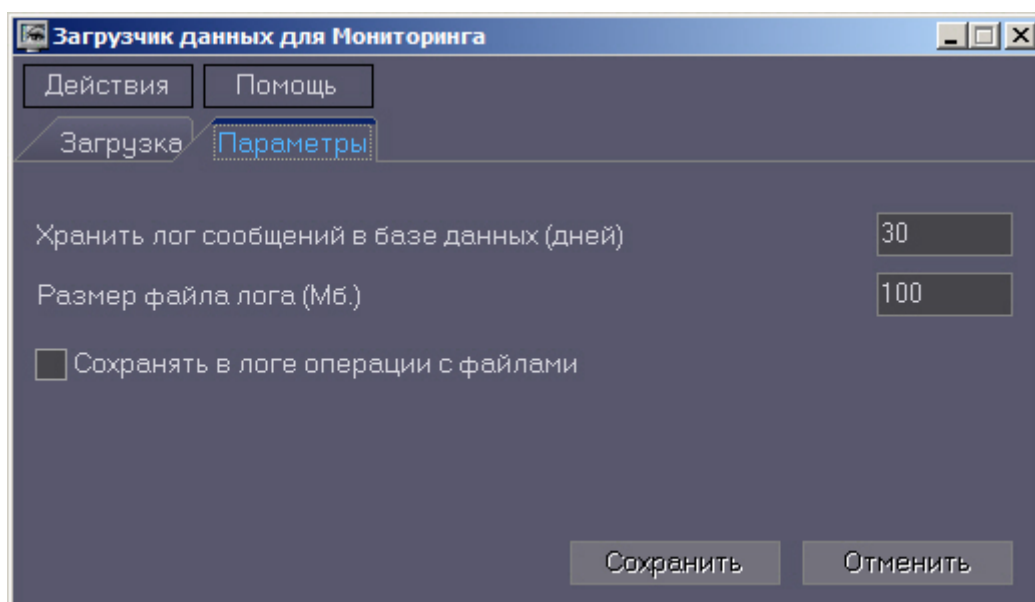 Загрузчик данных для Мониторинга
Действия Помощь
Загрузка Параметры
Хранить лог сообщений в базе данных (дней) 30
Размер файла лога (Мб.) 100
Сохранять в логе операции с файлами
Сохранить Отменить